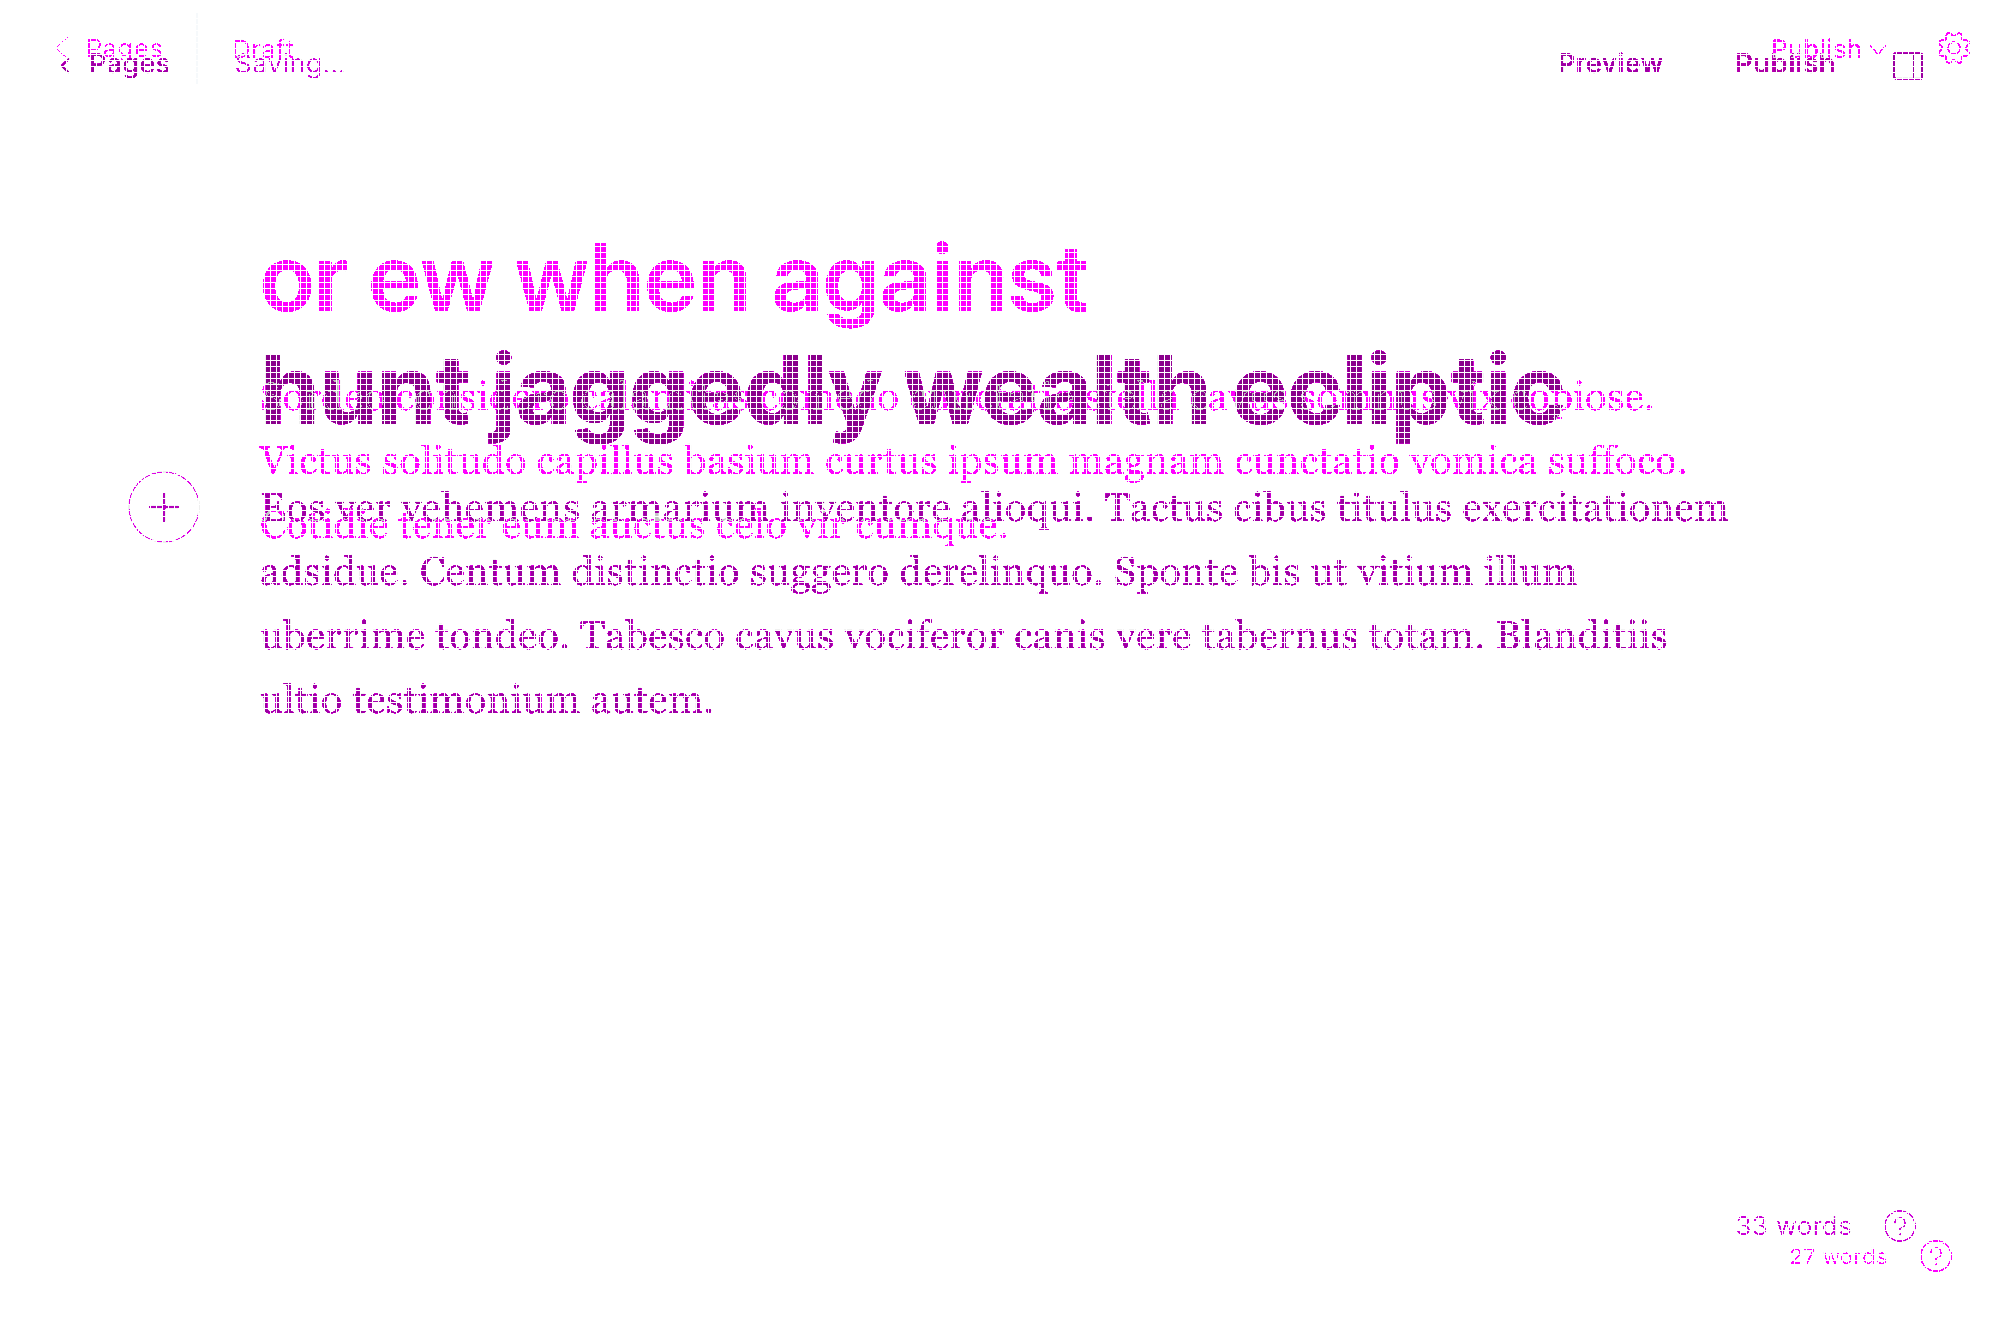 Pages Draft Publish
Pages Saving... Preview Publish
or ew when against
hunt jaggedly wealth ecliptic
copiose.
Victus solitudo capillus basium curtus ipsum magnam cunctatio vomica suffoco.
Eos ver vehemens armarium inventore alioqui. Tactus cibus titulus exercitationem
Cotidie tener eum auctus celo vir cumque.
adsidue. Centum distinctio suggero derelinquo. Sponte bis ut vitium illum
uberrime tondeo. Tabesco cavus vociferor canis vere tabernus totam. Blanditiis
ultio testimonium autem.
33 words ?
27 words ?